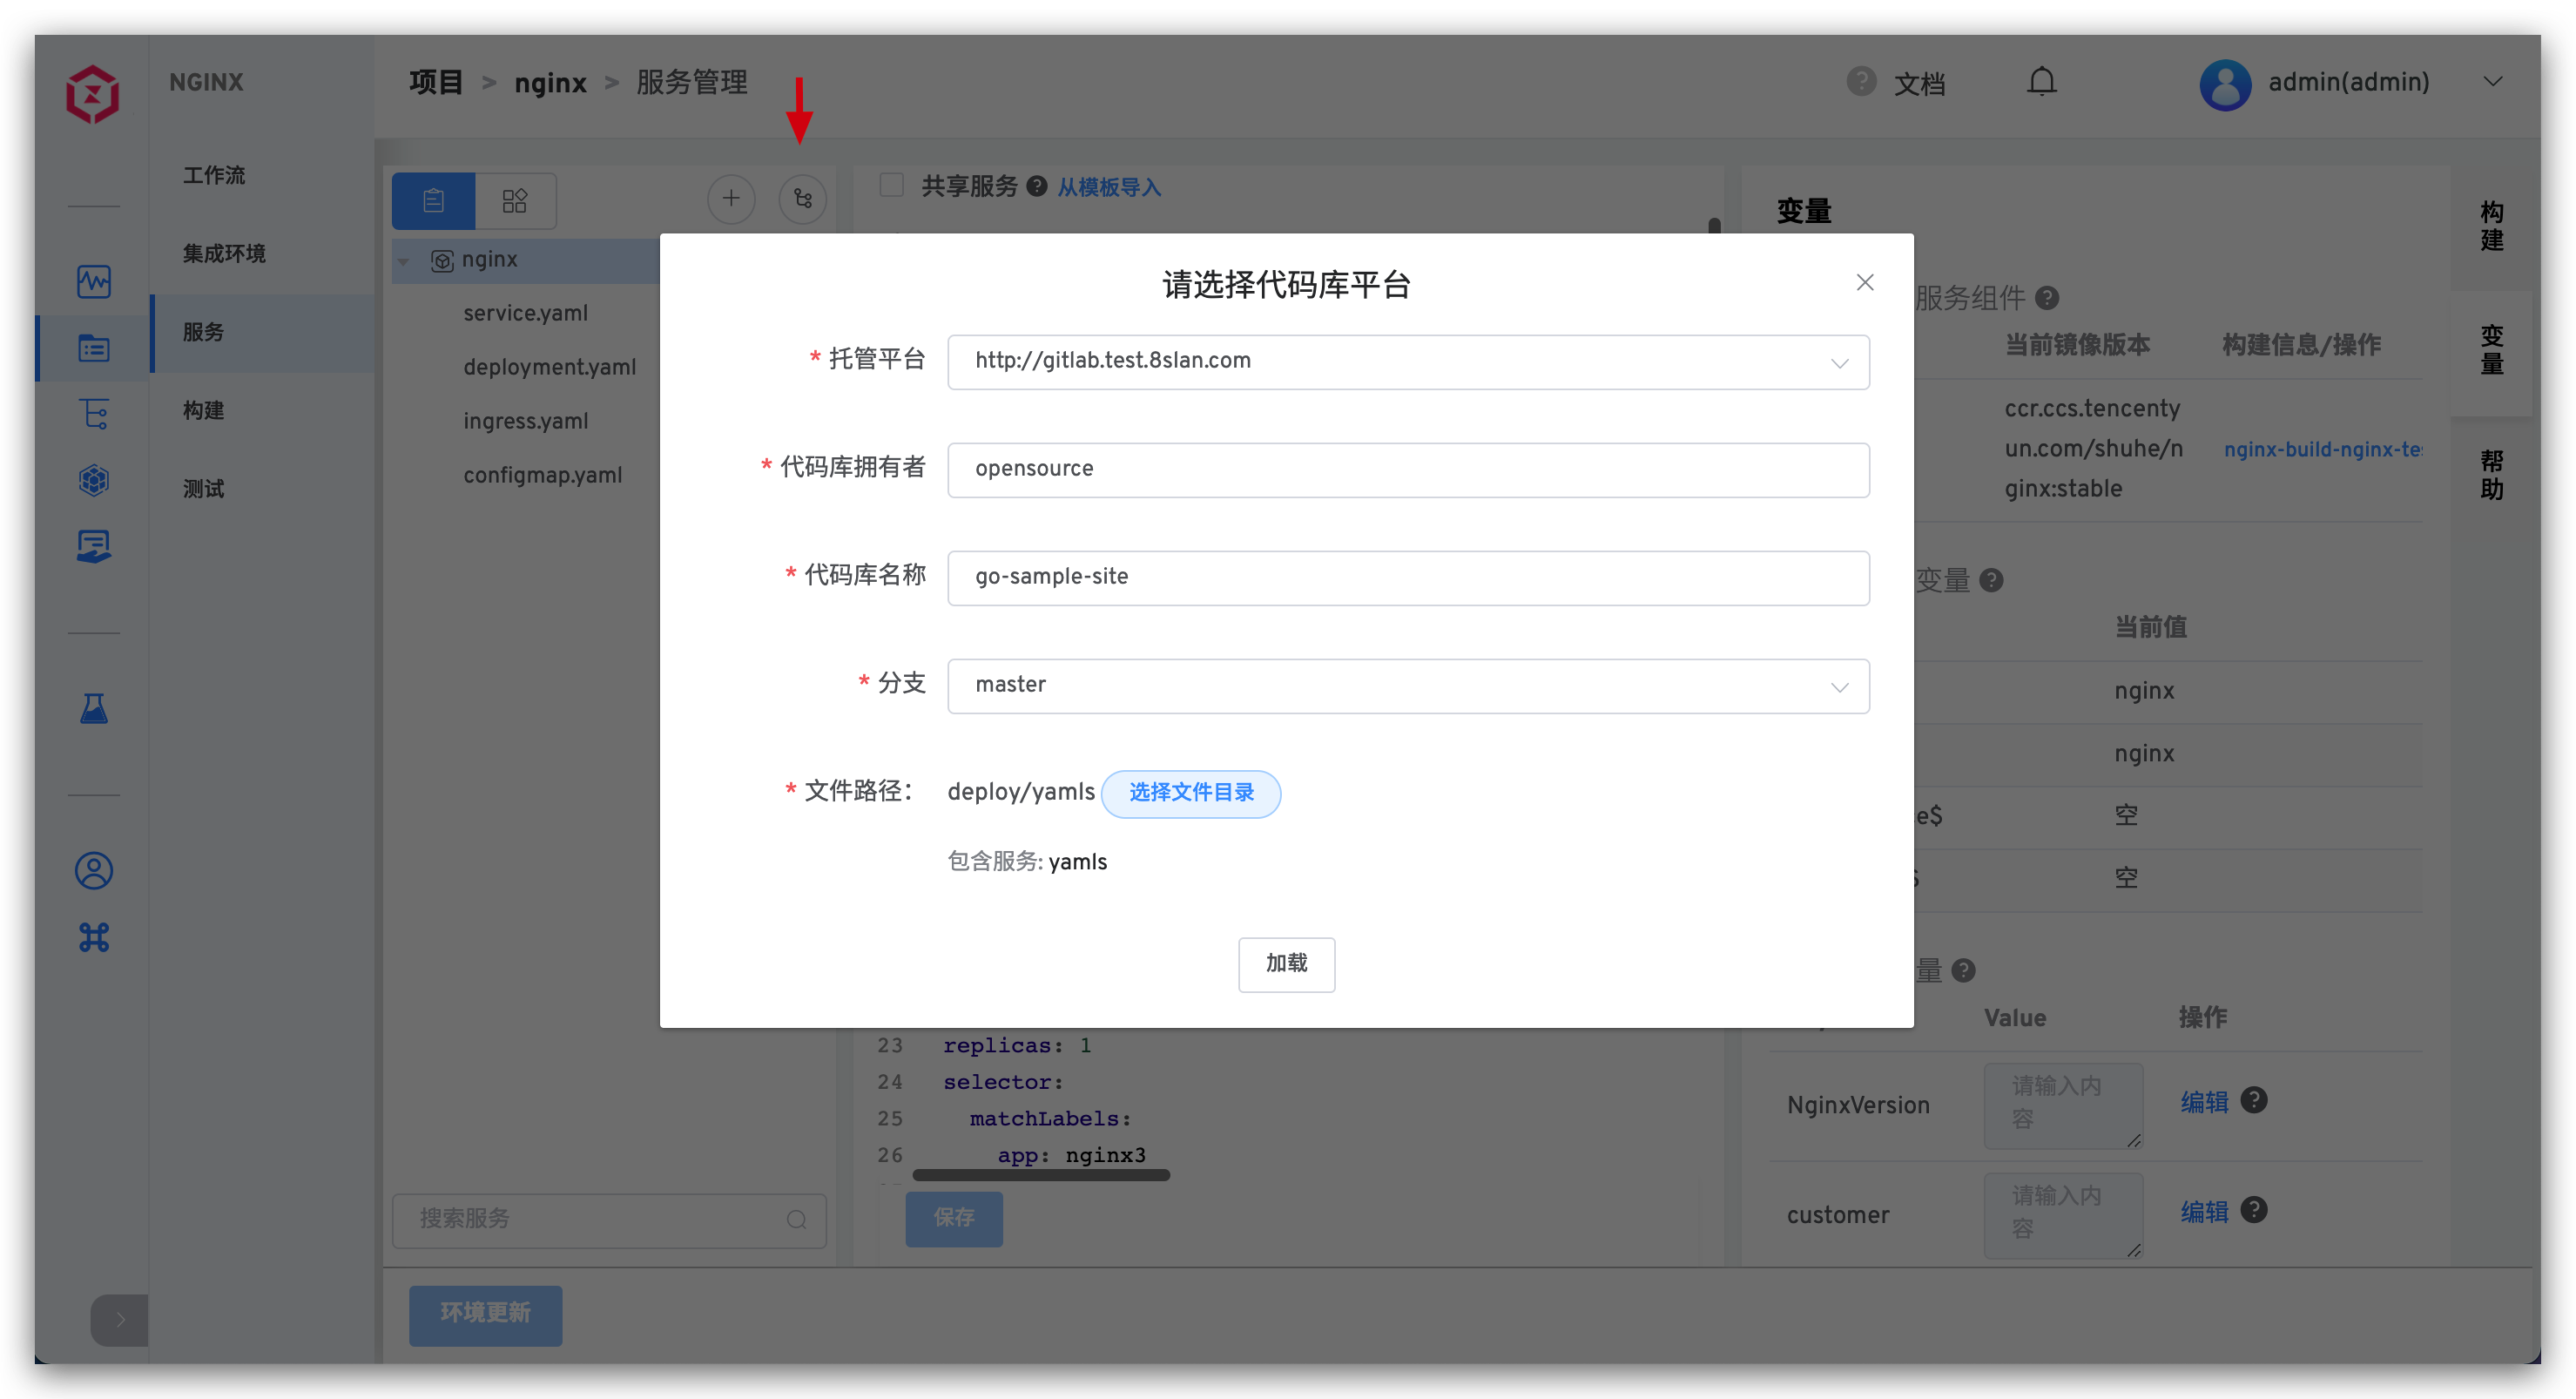 NGINX
项目 > nginx > 服务管理
文档
admin(admin)
工作流
集成环境
服务
构建
测试
nginx
service.yaml
deployment.yaml
ingress.yaml
configmap.yaml
搜索服务
环境更新
共享服务 从模板导入
请选择代码库平台
* 托管平台 http://gitlab.test.8slan.com
* 代码库拥有者 opensource
* 代码库名称 go-sample-site
* 分支 master
* 文件路径: deploy/yamls 选择文件目录
包含服务: yamls
加载
23 replicas: 1
24 selector:
25 matchLabels:
26 app: nginx3
保存
变量
服务组件
当前镜像版本 构建信息/操作
ccr.ccs.tencenty
un.com/shuhe/n
ginx:stable
nginx-build-nginx-te
变量
当前值
nginx
nginx
e$ 空
空
量
Value 操作
NginxVersion 请输入内
容
编辑
customer 请输入内
容
编辑
构建
变量
帮助